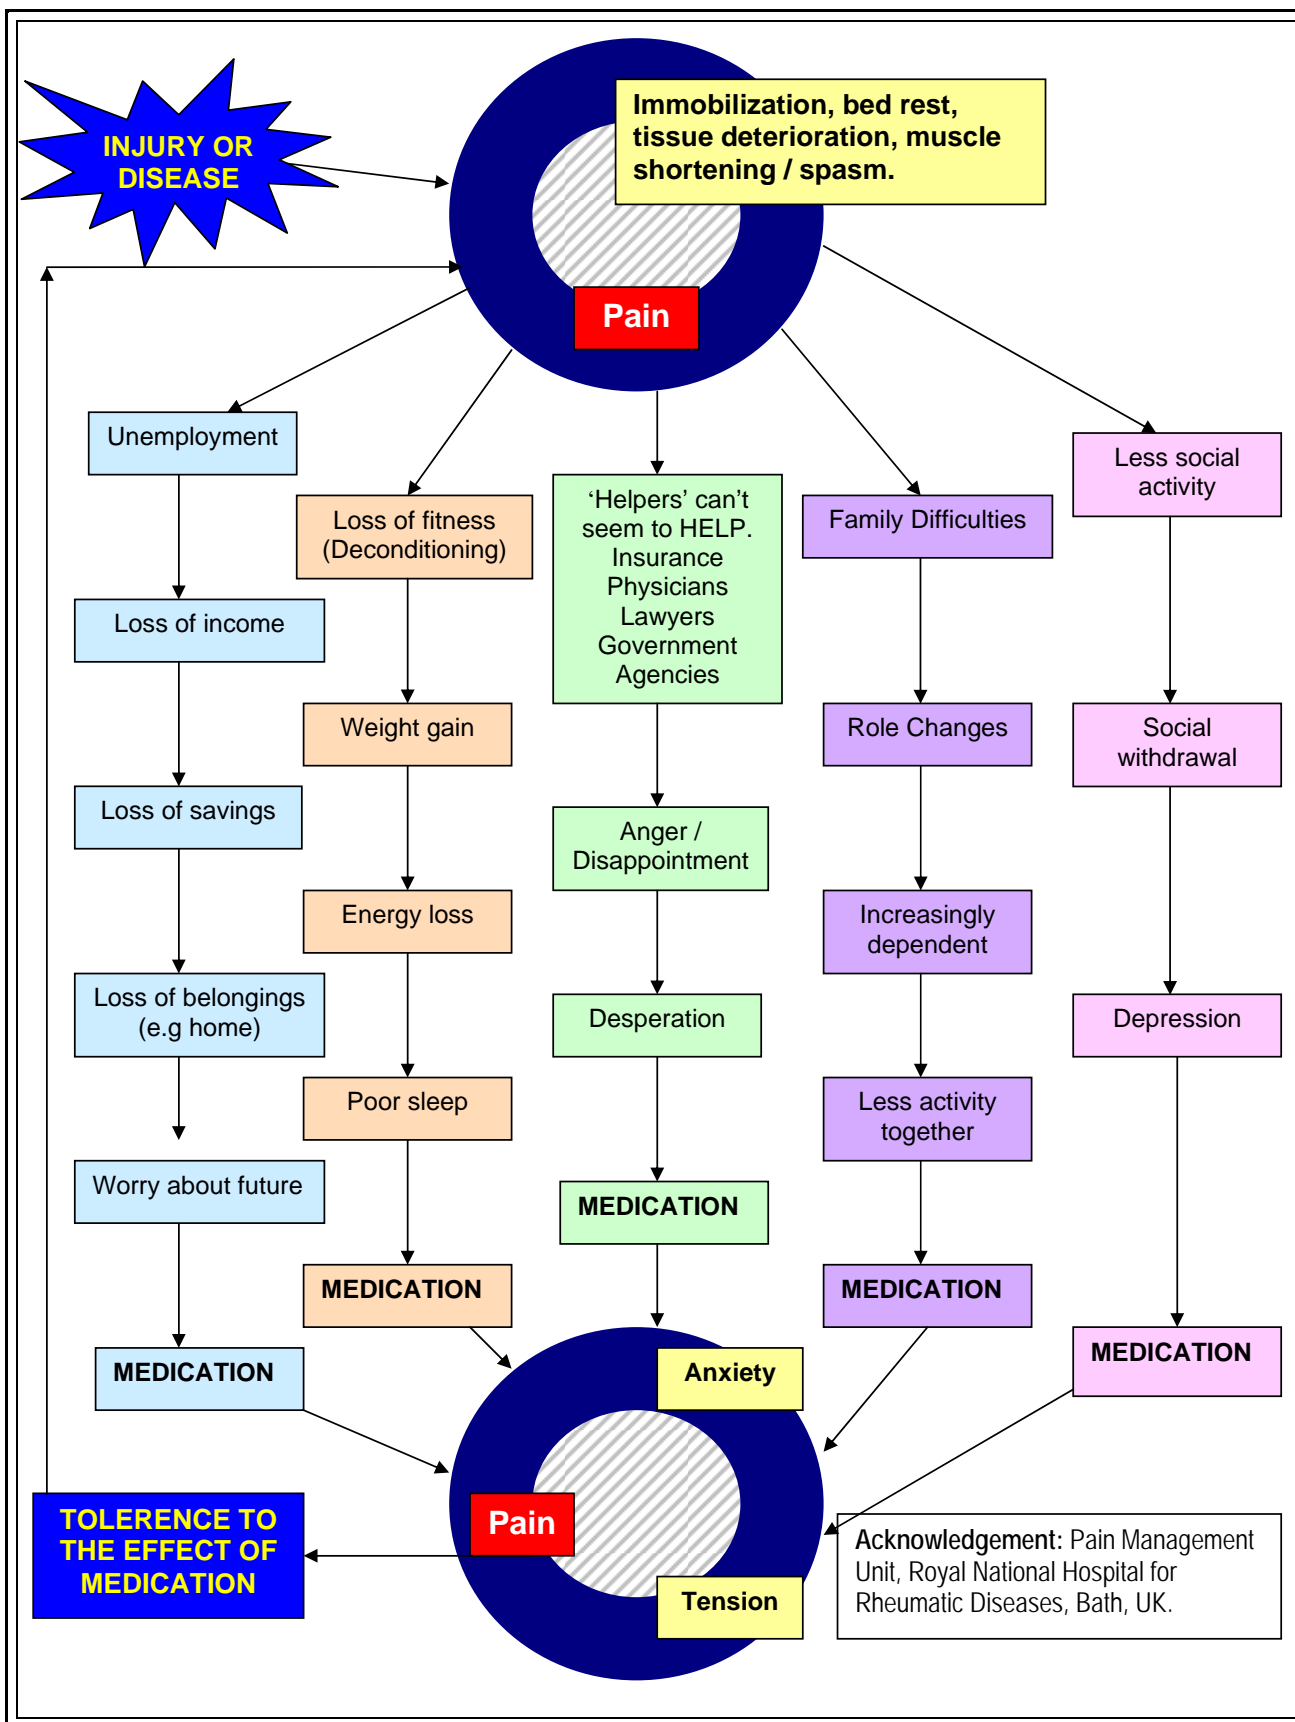 INJURY OR
DISEASE
Immobilization, bed rest,
tissue deterioration, muscle
shortening / spasm.
Pain
Unemployment
Loss of income
Loss of savings
Loss of belongings
(e.g home)
Worry about future
MEDICATION
Loss of fitness
(Deconditioning)
Weight gain
Energy loss
Poor sleep
MEDICATION
‘Helpers’ can't
seem to HELP.
Insurance
Physicians
Lawyers
Government
Agencies
Anger /
Disappointment
Desperation
MEDICATION
Family Difficulties
Role Changes
Increasingly
dependent
Less activity
together
MEDICATION
Less social
activity
Social
withdrawal
Depression
MEDICATION
Anxiety
Pain
Tension
TOLERENCE TO
THE EFFECT OF
MEDICATION
Acknowledgement: Pain Management
Unit, Royal National Hospital for
Rheumatic Diseases, Bath, UK.